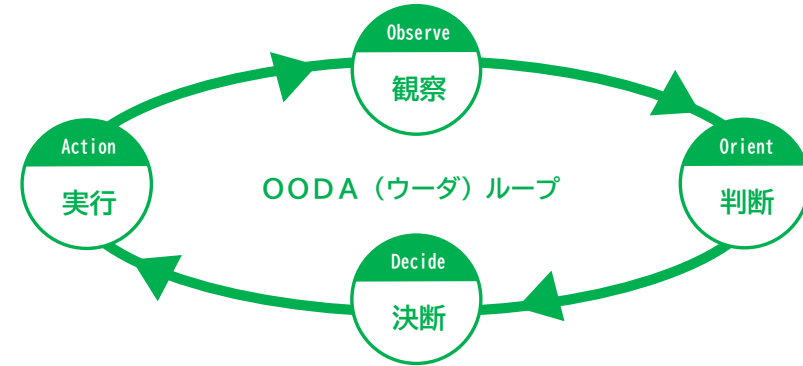 Observe
観察
Action
実行
OODA（ウーダ）ループ
Orient
判断
Decide
決断